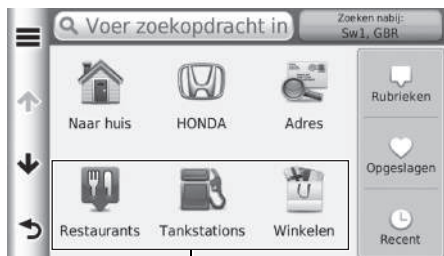 Voer zoekopdracht in
Zoeken nabij:
Sw1, GBR
Naar huis
HONDA
Adres
Rubrieken
Opgeslagen
Restaurants
Tankstations
Winkelen
Recent